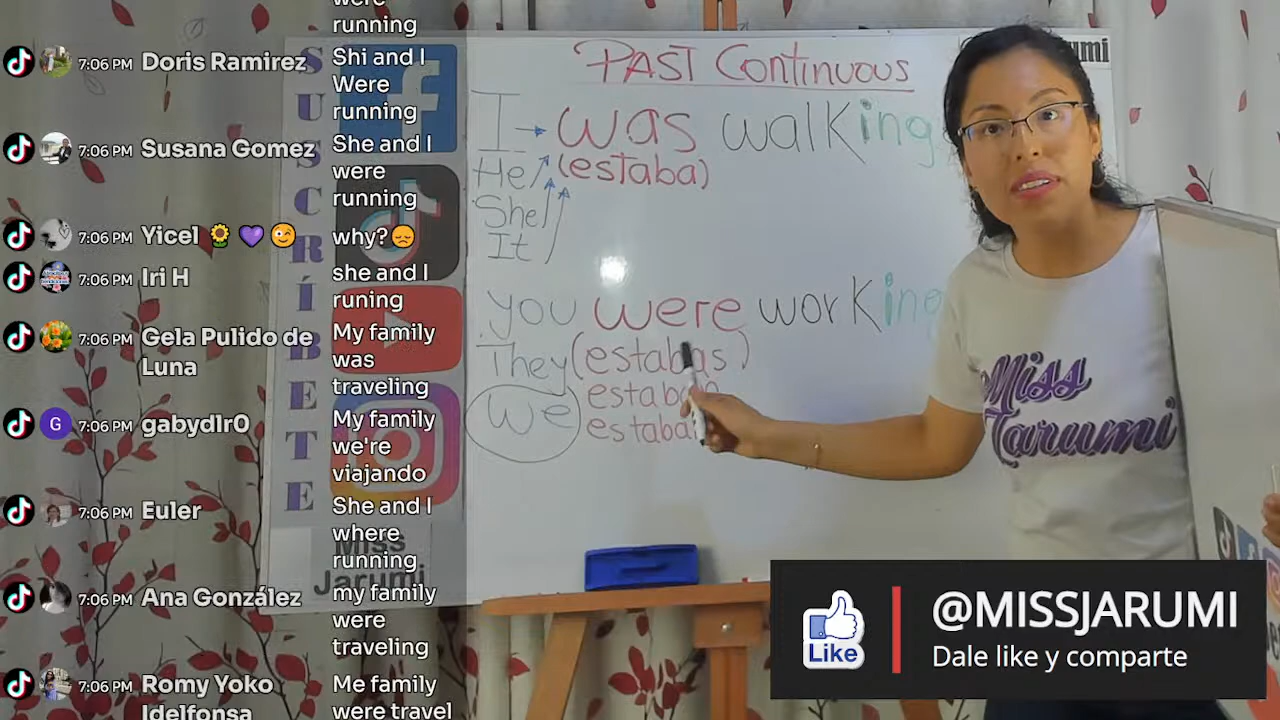 were
running
7:06 PM Doris Ramirez
Shi and I
Were
running
7:06 PM Susana Gomez
She and I
were
running
7:06 PM Yicel 🌻 💜 😉
why? 😞
7:06 PM Iri H
she and I
runing
7:06 PM Gela Pulido de
Luna
My family
was
traveling
G 7:06 PM gabydlr0
My family
we're
viajando
7:06 PM Euler
She and I
where
running
7:06 PM Ana González
my family
were
traveling
7:06 PM Romy Yoko
Idelfonsa
Me family
were travel
SUSCRÍBETE
Miss
Jarumi
PAST Continuous
I → was walking
He/ (estaba)
She/
It/
you were working
They (estabas)
We
Miss
Jarumi
Like
@MISSJARUMI
Dale like y comparte